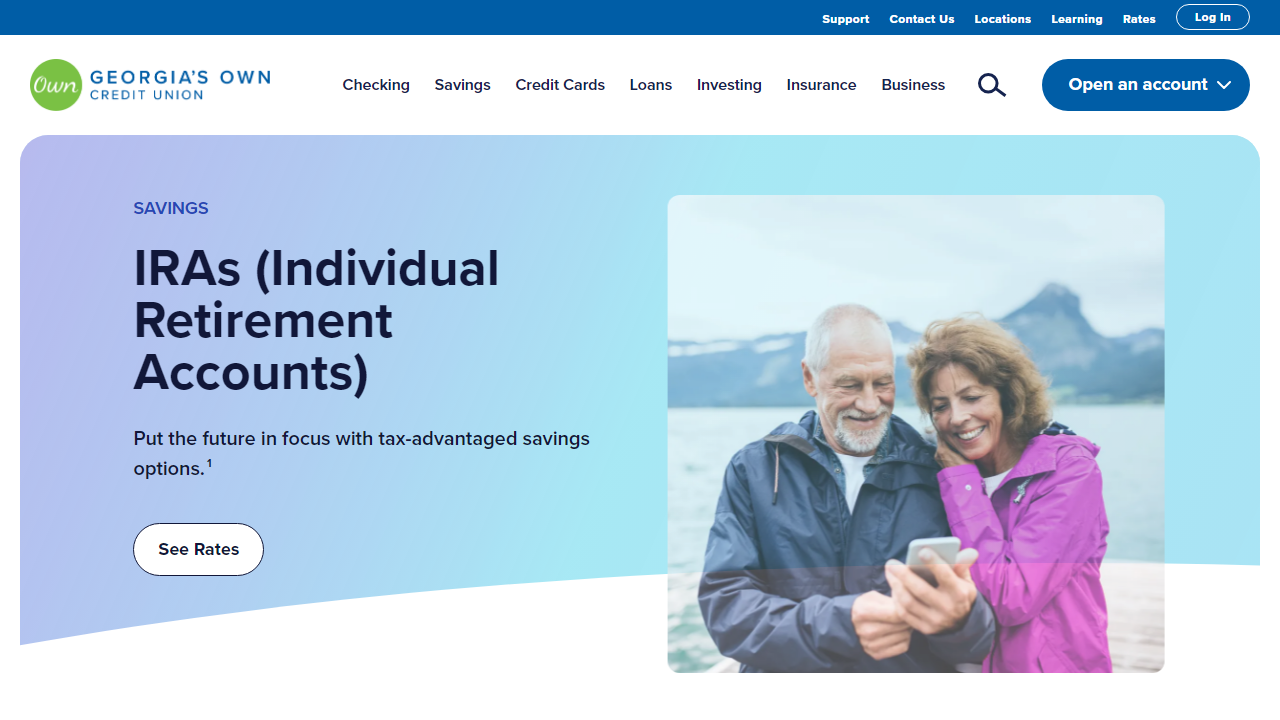 Support Contact Us Locations Learning Rates Log In
Own GEORGIA'S OWN
CREDIT UNION
Checking Savings Credit Cards Loans Investing Insurance Business Open an account
SAVINGS
IRAs (Individual
Retirement
Accounts)
Put the future in focus with tax-advantaged savings
options.¹
See Rates